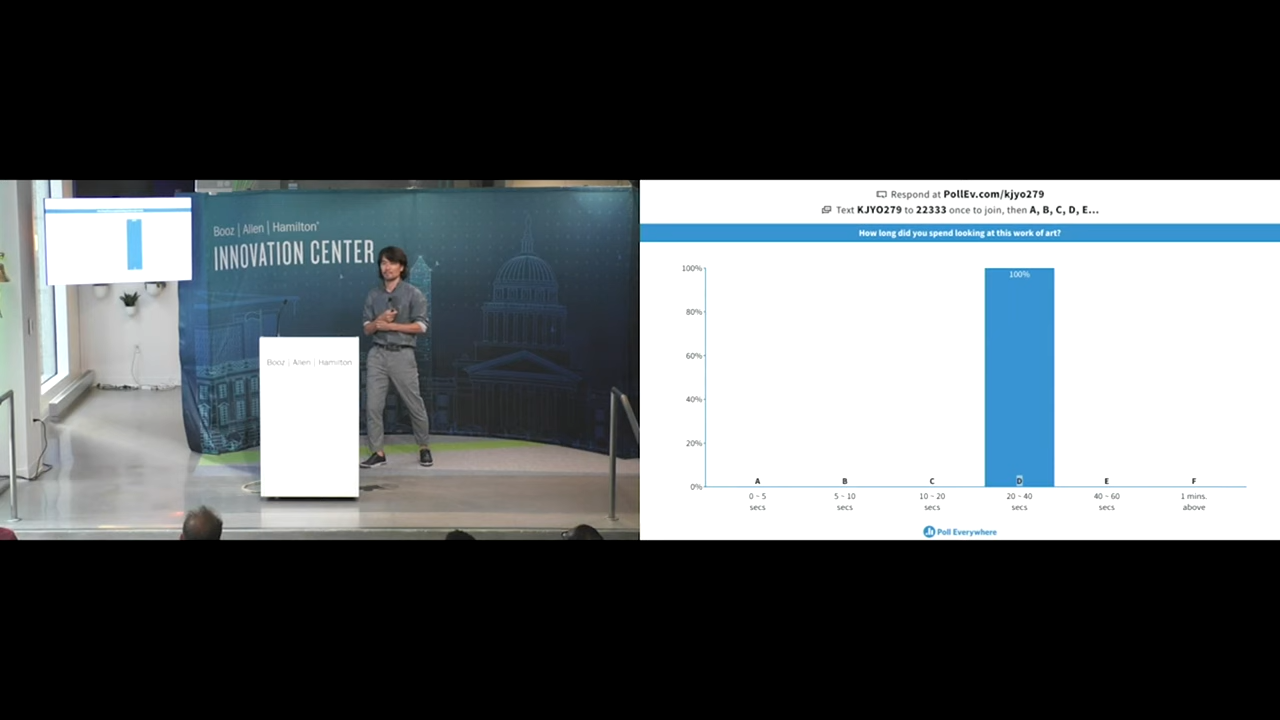 Booz | Allen | Hamilton®
INNOVATION CENTER
Booz | Allen | Hamilton
Respond at PollEv.com/kjyo279
Text KJYO279 to 22333 once to join, then A, B, C, D, E...
How long did you spend looking at this work of art?
100%
80%
60%
40%
20%
0%
100%
A B C D E F
0 ~ 5 secs
5 ~ 10 secs
10 ~ 20 secs
20 ~ 40 secs
40 ~ 60 secs
1 mins. above
Poll Everywhere